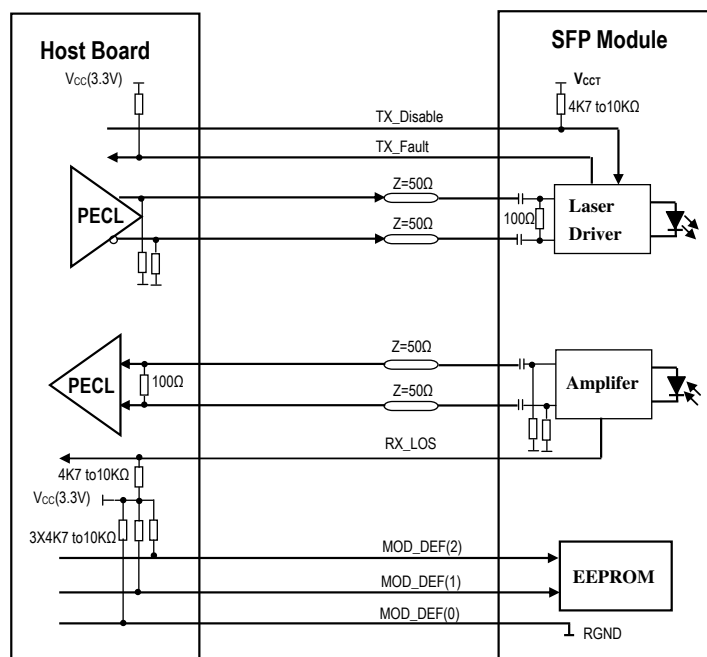 Host Board
SFP Module
VCC(3.3V)
VCCT
4K7 to10KΩ
TX_Disable
TX_Fault
PECL
Z=50Ω
Z=50Ω
100Ω
Laser
Driver
PECL
100Ω
Z=50Ω
Z=50Ω
Amplifer
RX_LOS
4K7 to10KΩ
VCC(3.3V)
3X4K7 to10KΩ
MOD_DEF(2)
MOD_DEF(1)
EEPROM
MOD_DEF(0)
RGND